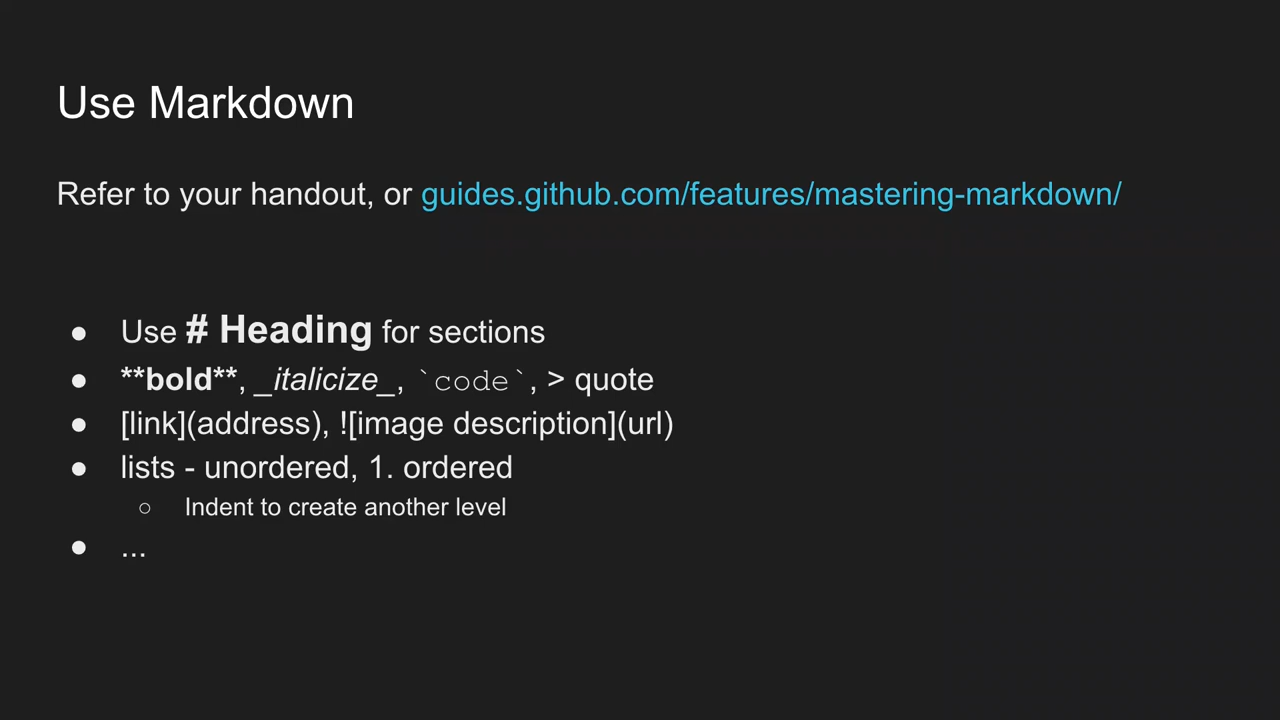 Use Markdown
Refer to your handout, or guides.github.com/features/mastering-markdown/
● Use # Heading for sections
● **bold**, _italicize_, `code`, > quote
● [link](address), ![image description](url)
● lists - unordered, 1. ordered
○ Indent to create another level
● ...